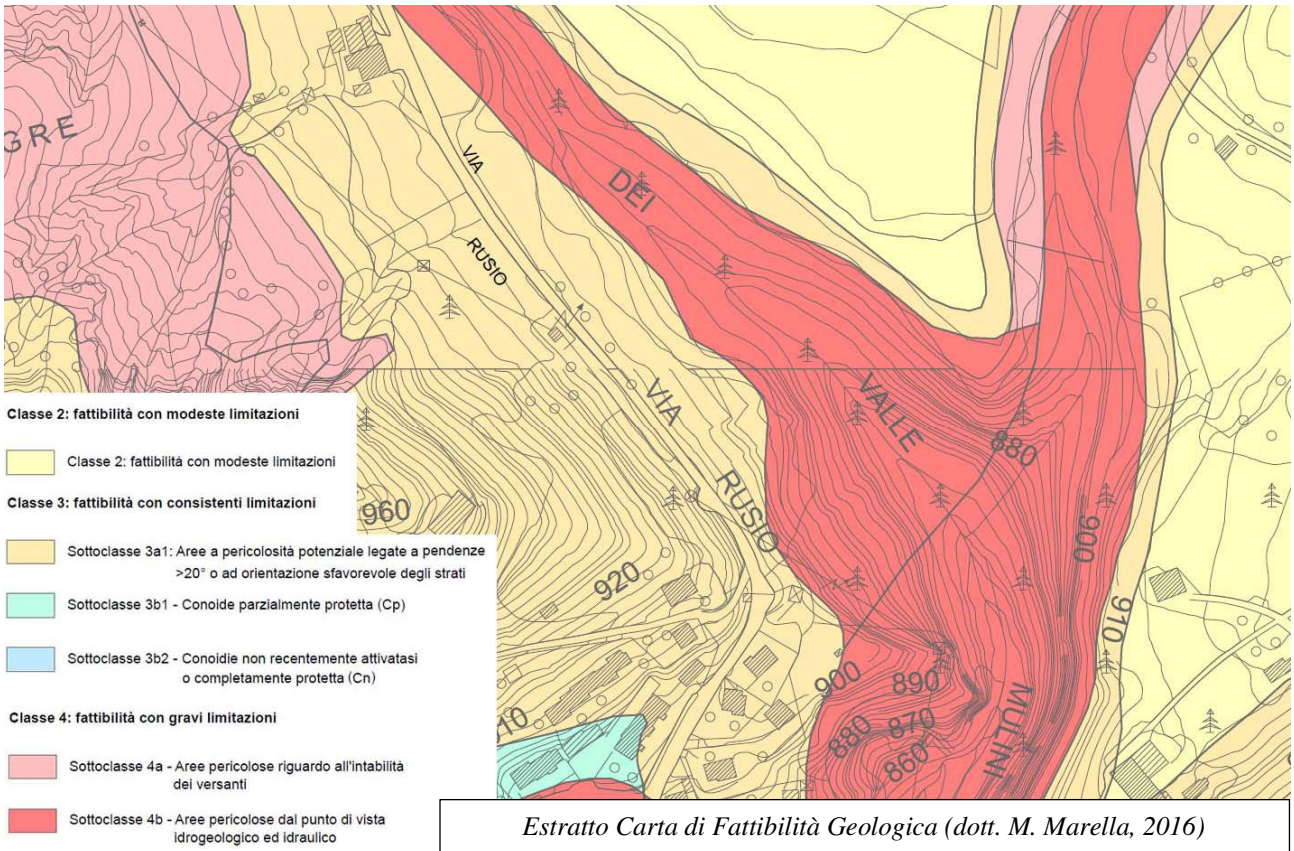 GRE
VIA
RUSIO
DEI
VIA
RUSIO
VALLE
880
900
960
920
910
900
890
880
870
860
MULINI
Classe 2: fattibilità con modeste limitazioni
Classe 2: fattibilità con modeste limitazioni
Classe 3: fattibilità con consistenti limitazioni
Sottoclasse 3a1: Aree a pericolosità potenziale legate a pendenze
>20° o ad orientazione sfavorevole degli strati
Sottoclasse 3b1 - Conoide parzialmente protetta (Cp)
Sottoclasse 3b2 - Conoidie non recentemente attivatasi
o completamente protetta (Cn)
Classe 4: fattibilità con gravi limitazioni
Sottoclasse 4a - Aree pericolose riguardo all'intabilità
dei versanti
Sottoclasse 4b - Aree pericolose dal punto di vista
idrogeologico ed idraulico
Estratto Carta di Fattibilità Geologica (dott. M. Marella, 2016)